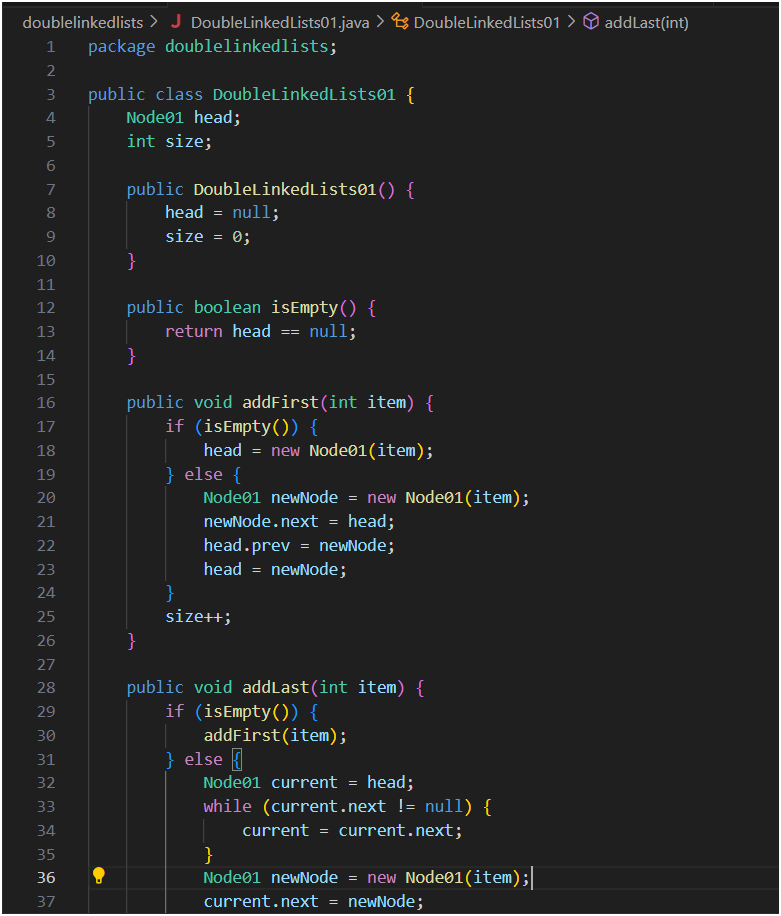 doublelinkedlists > J DoubleLinkedLists01.java > DoubleLinkedLists01 > addLast(int)
1 package doublelinkedlists;
2
3 public class DoubleLinkedLists01 {
4     Node01 head;
5     int size;
6
7     public DoubleLinkedLists01() {
8         head = null;
9         size = 0;
10     }
11
12     public boolean isEmpty() {
13         return head == null;
14     }
15
16     public void addFirst(int item) {
17         if (isEmpty()) {
18             head = new Node01(item);
19         } else {
20             Node01 newNode = new Node01(item);
21             newNode.next = head;
22             head.prev = newNode;
23             head = newNode;
24         }
25         size++;
26     }
27
28     public void addLast(int item) {
29         if (isEmpty()) {
30             addFirst(item);
31         } else {
32             Node01 current = head;
33             while (current.next != null) {
34                 current = current.next;
35             }
36             Node01 newNode = new Node01(item);
37             current.next = newNode;